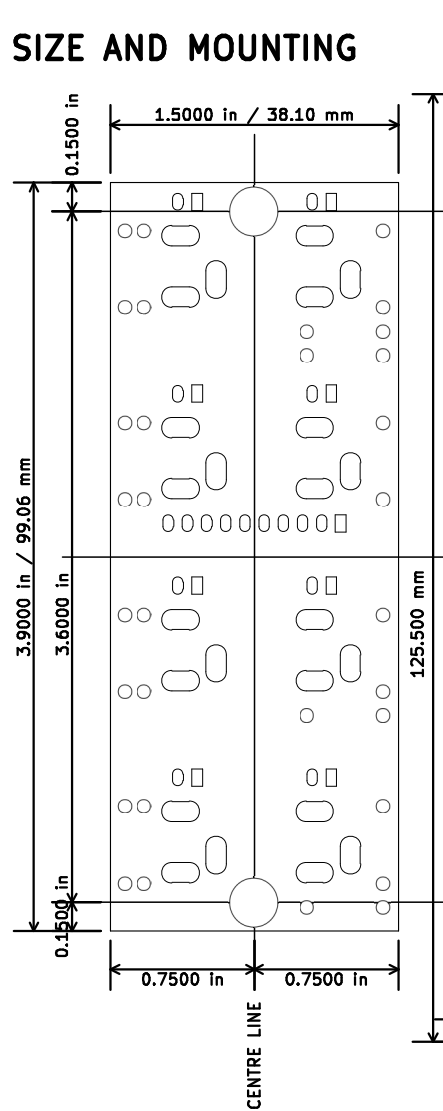 SIZE AND MOUNTING
0.1500 in
1.5000 in / 38.10 mm
3.9000 in / 99.06 mm
3.6000 in
125.500 mm
0.1500 in
0.7500 in
0.7500 in
CENTRE LINE